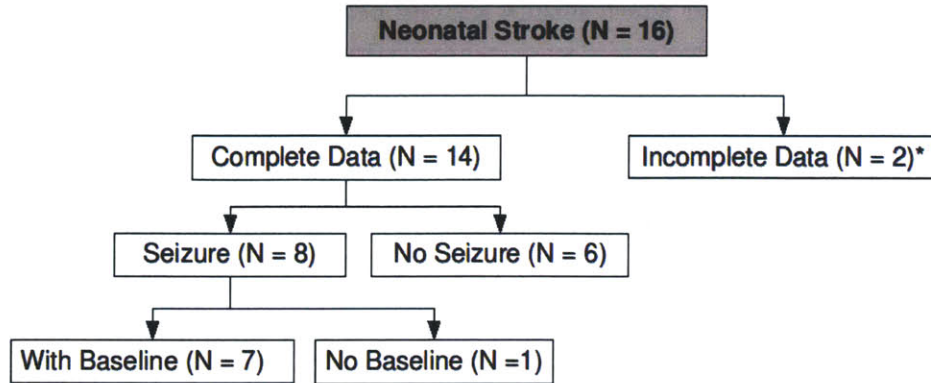 Neonatal Stroke (N = 16)
Complete Data (N = 14)
Incomplete Data (N = 2)*
Seizure (N = 8)
No Seizure (N = 6)
With Baseline (N = 7)
No Baseline (N =1)